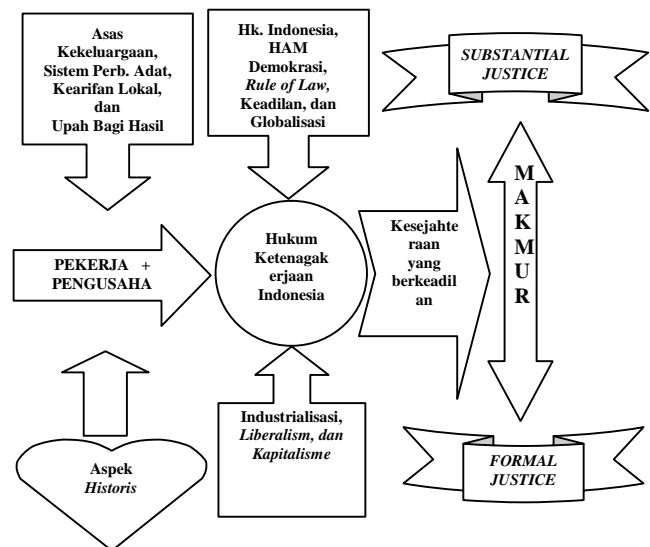 Asas
Kekeluargaan,
Sistem Perb. Adat,
Kearifan Lokal,
dan
Upah Bagi Hasil
Hk. Indonesia,
HAM
Demokrasi,
Rule of Law,
Keadilan, dan
Globalisasi
SUBSTANTIAL
JUSTICE
PEKERJA +
PENGUSAHA
Hukum
Ketenagak
erjaan
Indonesia
Kesejahte
raan
yang
berkeadil
an
M
A
K
M
U
R
Aspek
Historis
Industrialisasi,
Liberalism, dan
Kapitalisme
FORMAL
JUSTICE